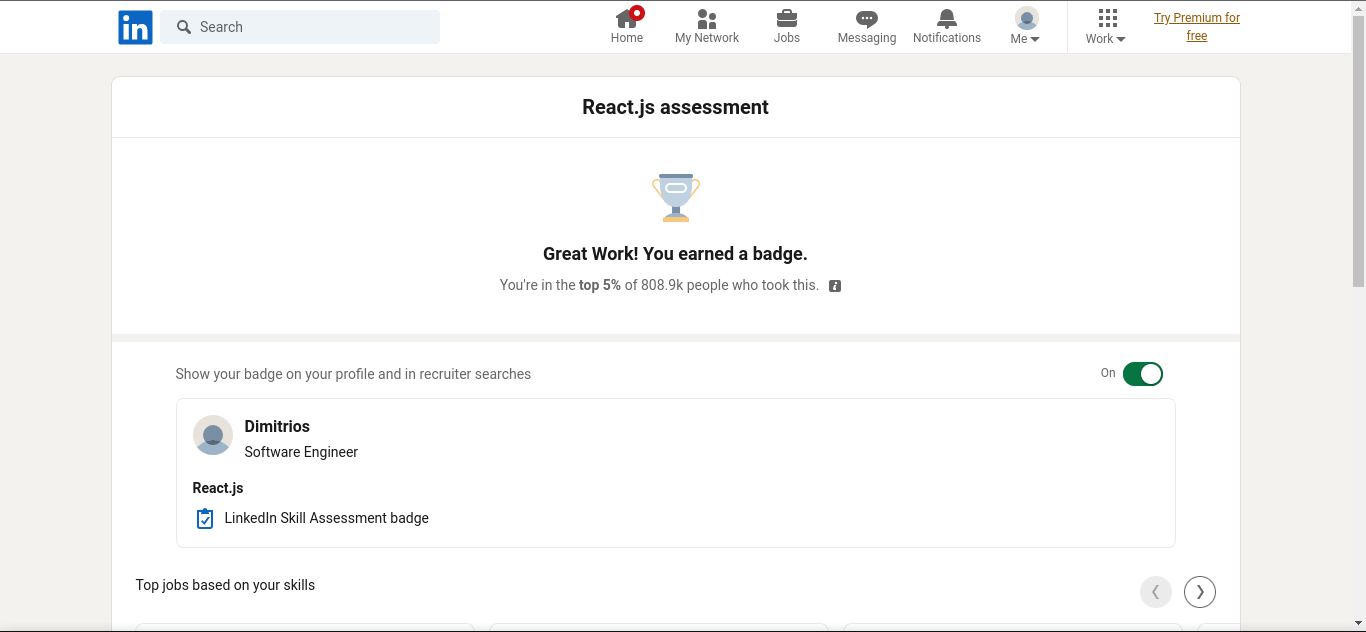 in
Search
Home
My Network
Jobs
Messaging
Notifications
Me
Work
Try Premium for
free
React.js assessment
Great Work! You earned a badge.
You're in the top 5% of 808.9k people who took this.
Show your badge on your profile and in recruiter searches
On
Dimitrios
Software Engineer
React.js
LinkedIn Skill Assessment badge
Top jobs based on your skills